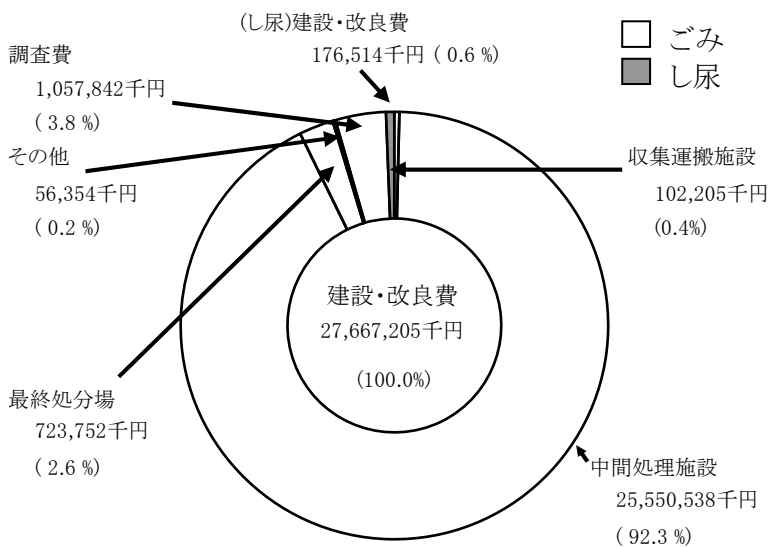 (し尿)建設・改良費
176,514千円 ( 0.6 %)
ごみ
し尿
調査費
1,057,842千円
( 3.8 %)
その他
56,354千円
( 0.2 %)
収集運搬施設
102,205千円
(0.4%)
建設・改良費
27,667,205千円
(100.0%)
最終処分場
723,752千円
( 2.6 %)
中間処理施設
25,550,538千円
( 92.3 %)